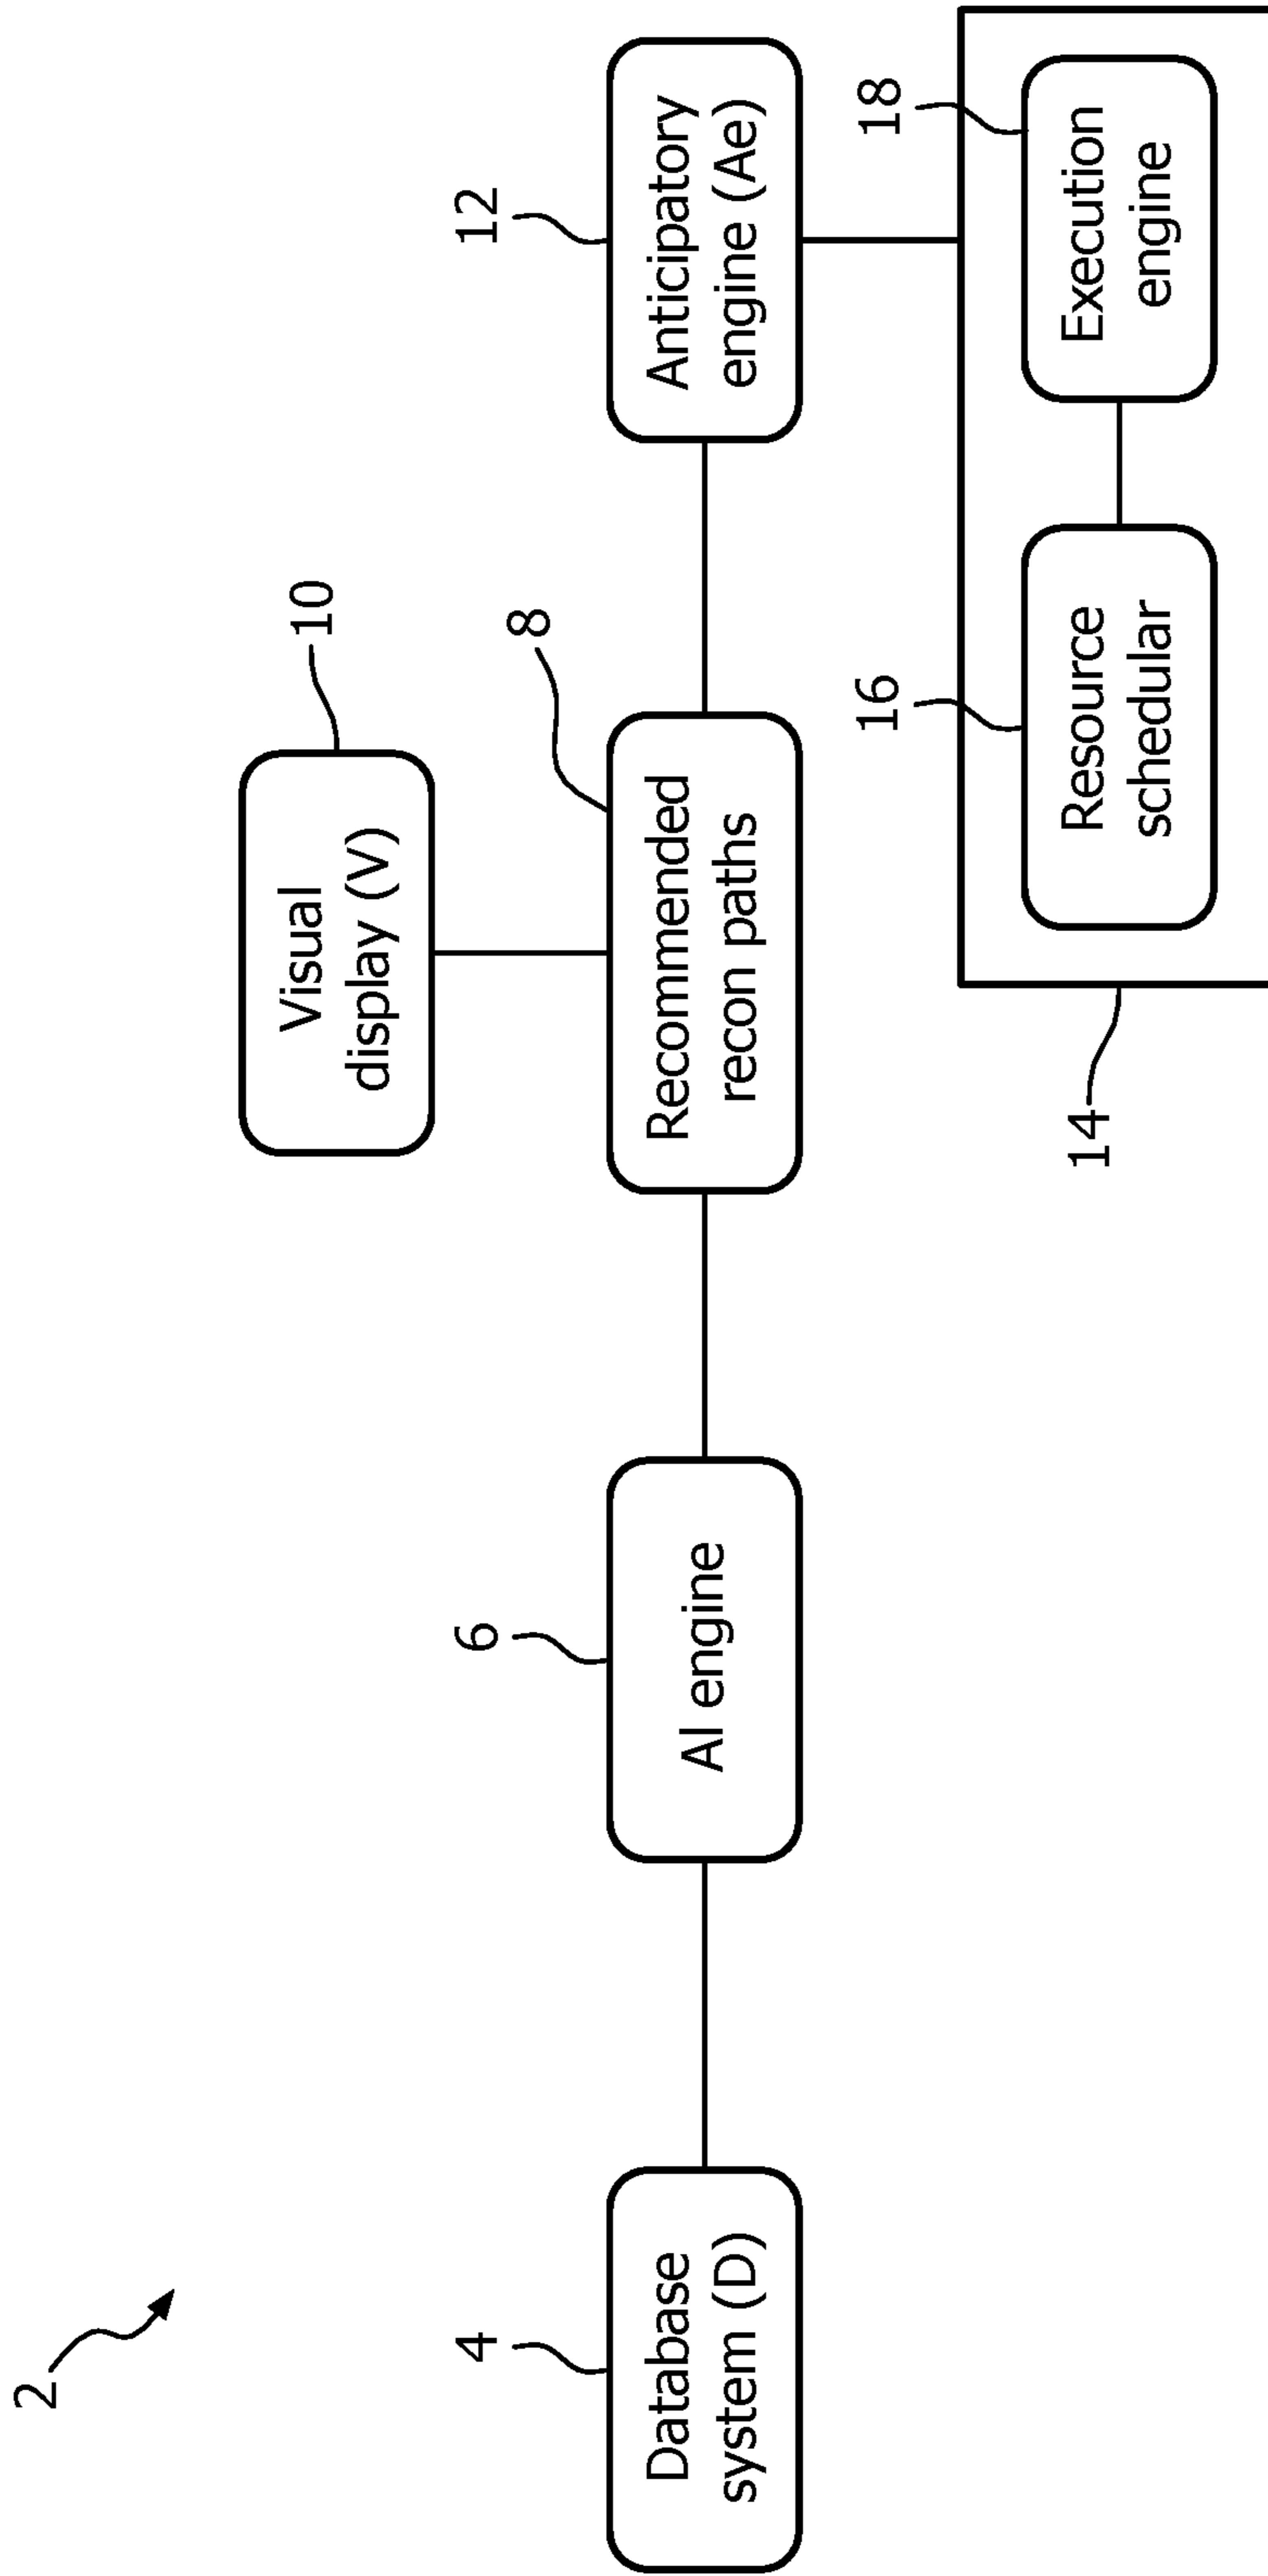 2
10
Visual
display (V)
4
6
8
12
Database
system (D)
AI engine
Recommended
recon paths
Anticipatory
engine (Ae)
14
16
18
Resource
schedular
Execution
engine